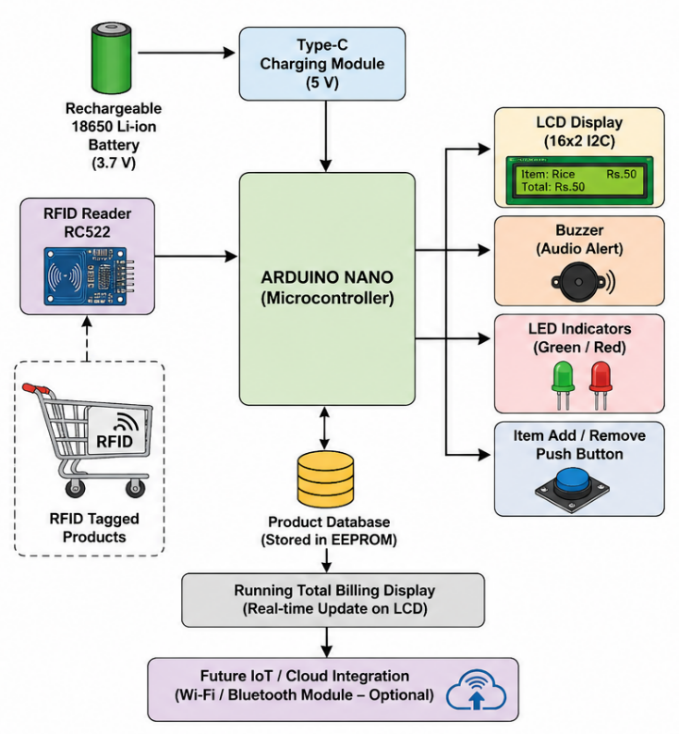 Type-C
Charging Module
(5 V)
Rechargeable
18650 Li-ion
Battery
(3.7 V)
LCD Display
(16x2 I2C)
Item: Rice Rs.50
Total: Rs.50
RFID Reader
RC522
ARDUINO NANO
(Microcontroller)
Buzzer
(Audio Alert)
LED Indicators
(Green / Red)
RFID
RFID Tagged
Products
Item Add / Remove
Push Button
Product Database
(Stored in EEPROM)
Running Total Billing Display
(Real-time Update on LCD)
Future IoT / Cloud Integration
(Wi-Fi / Bluetooth Module – Optional)